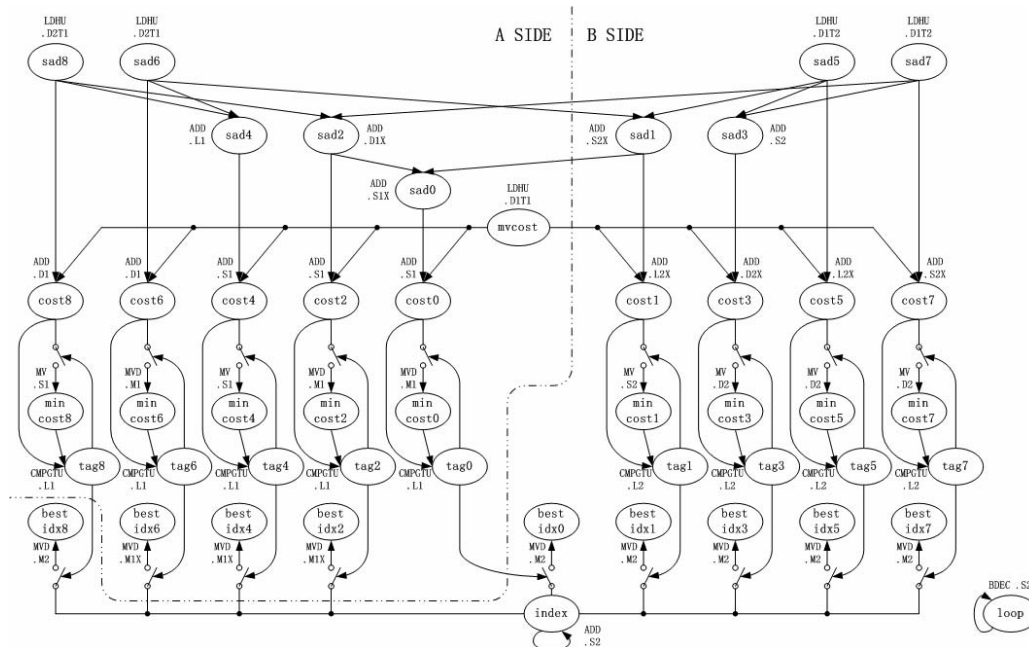 LDHU
.D2T1
LDHU
.D2T1
A SIDE
B SIDE
LDHU
.D1T2
LDHU
.D1T2
sad8
sad6
sad5
sad7
ADD
.L1
sad4
sad2
ADD
.D1X
ADD
.S2X
sad1
sad3
ADD
.S2
ADD
.S1X
sad0
LDHU
.D1T1
mvcost
ADD
.D1
ADD
.D1
ADD
.S1
ADD
.S1
ADD
.S1
ADD
.L2X
ADD
.D2X
ADD
.L2X
ADD
.S2X
cost8
cost6
cost4
cost2
cost0
cost1
cost3
cost5
cost7
MV
.S1
MVD
.M1
MV
.S1
MVD
.M1
MVD
.M1
MV
.S2
MV
.D2
MV
.D2
MV
.D2
min
cost8
min
cost6
min
cost4
min
cost2
min
cost0
min
cost1
min
cost3
min
cost5
min
cost7
CMPGTU
.L1
tag8
CMPGTU
.L1
tag6
CMPGTU
.L1
tag4
CMPGTU
.L1
tag2
CMPGTU
.L1
tag0
CMPGTU
.L2
tag1
CMPGTU
.L2
tag3
CMPGTU
.L2
tag5
CMPGTU
.L2
tag7
best
idx8
best
idx6
best
idx4
best
idx2
best
idx0
best
idx1
best
idx3
best
idx5
best
idx7
MVD
.M2
MVD
.M1X
MVD
.M1X
MVD
.M1X
MVD
.M2
MVD
.M2
MVD
.M2
MVD
.M2
MVD
.M2
index
ADD
.S2
BDEC .S2
loop